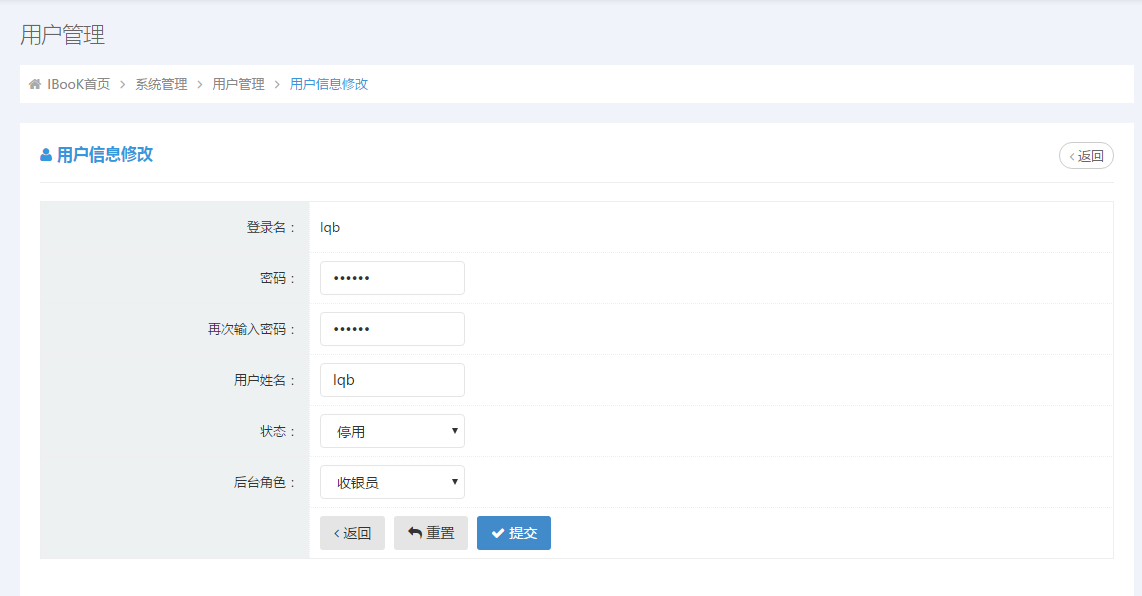 用户管理
IBooK首页 > 系统管理 > 用户管理 > 用户信息修改
用户信息修改
‹ 返回
登录名： lqb
密码： ••••••
再次输入密码： ••••••
用户姓名： lqb
状态： 停用
后台角色： 收银员
‹ 返回 重置 提交